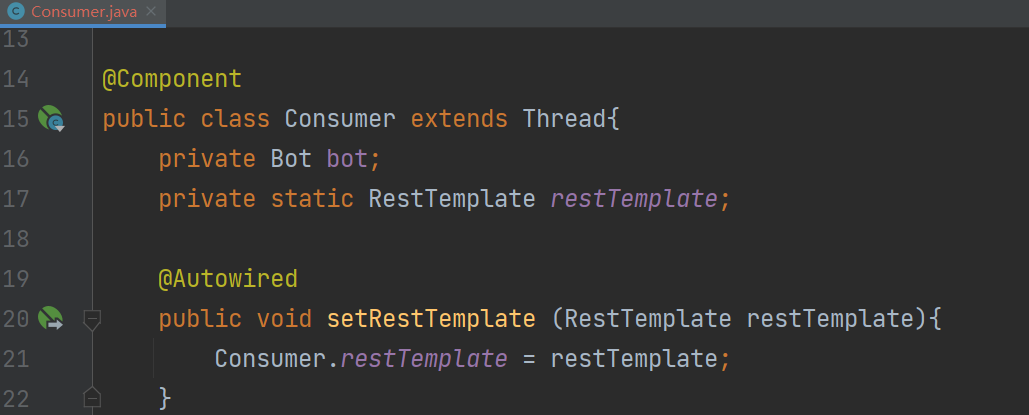 Consumer.java
13
14 @Component
15 public class Consumer extends Thread{
16 private Bot bot;
17 private static RestTemplate restTemplate;
18
19 @Autowired
20 public void setRestTemplate (RestTemplate restTemplate){
21 Consumer.restTemplate = restTemplate;
22 }